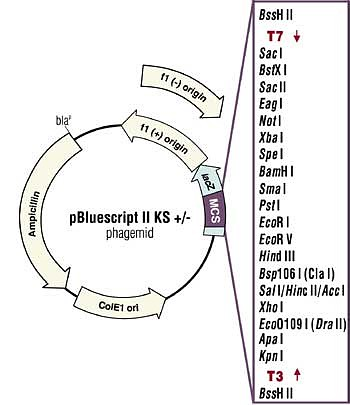 BssH II
T7 ↓
Sac I
BstX I
Sac II
Eag I
Not I
Xba I
Spe I
BamH I
Sma I
Pst I
EcoR I
EcoR V
Hind III
Bsp106 I (Cla I)
Sal I/Hinc II/Acc I
Xho I
EcoO109 I (Dra II)
Apa I
Kpn I
T3 ↑
BssH II
f1 (-) origin
f1 (+) origin
bla^r
lacZ
MCS
Ampicillin
pBluescript II KS +/-
phagemid
ColE1 ori